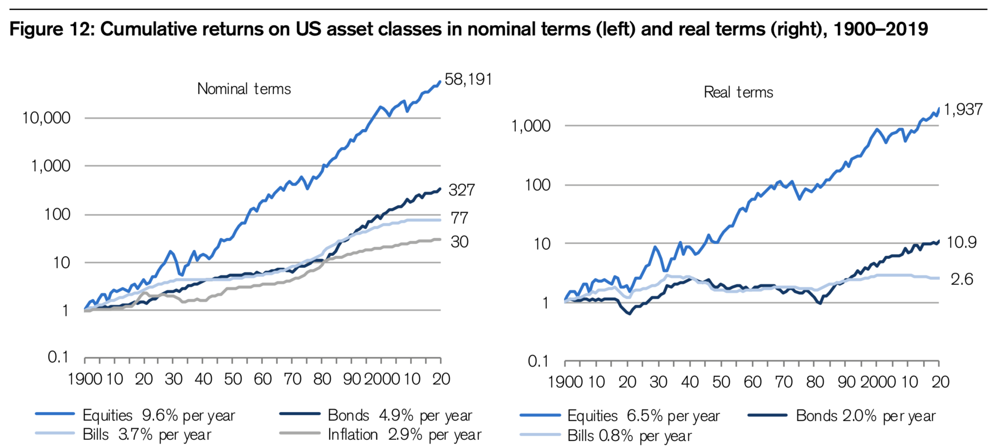 Figure 12: Cumulative returns on US asset classes in nominal terms (left) and real terms (right), 1900–2019
Nominal terms
58,191
10,000
1,000
327
100
77
30
10
1
0.1
1900 10 20 30 40 50 60 70 80 90 2000 10 20
Equities 9.6% per year
Bonds 4.9% per year
Bills 3.7% per year
Inflation 2.9% per year
Real terms
1,937
1,000
100
10
10.9
2.6
1
0.1
1900 10 20 30 40 50 60 70 80 90 2000 10 20
Equities 6.5% per year
Bonds 2.0% per year
Bills 0.8% per year